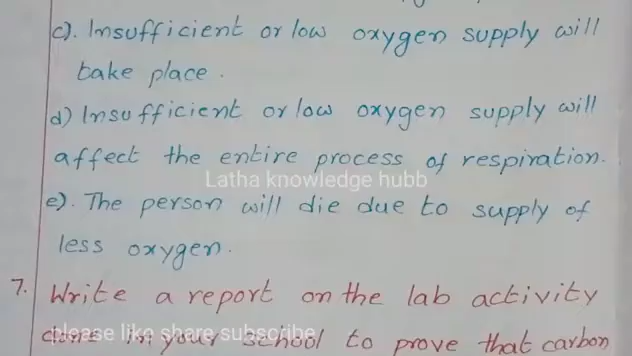 c). Insufficient or low oxygen supply will
take place.
d) Insufficient or low oxygen supply will
affect the entire process of respiration.
Latha knowledge hubb
e). The person will die due to supply of
less oxygen.
7. Write a report on the lab activity
done in your school to prove that carbon
please like share subscribe